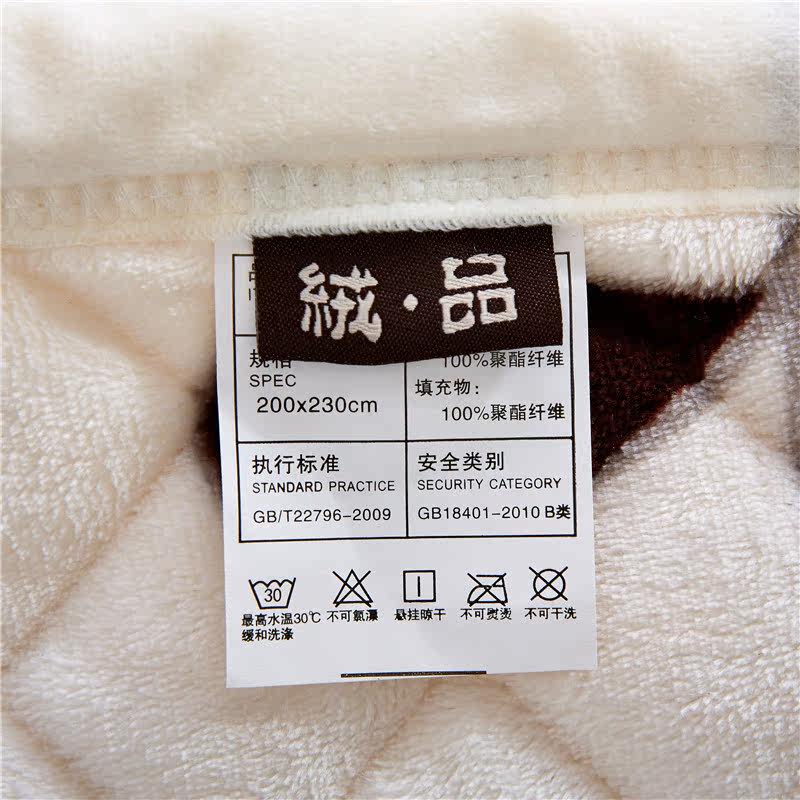 絨·品
规格
SPEC
200x230cm
100%聚酯纤维
填充物:
100%聚酯纤维
执行标准
STANDARD PRACTICE
GB/T22796-2009
安全类别
SECURITY CATEGORY
GB18401-2010 B类
30
最高水温30℃
缓和洗涤
不可氯漂
悬挂晾干
不可熨烫
不可干洗